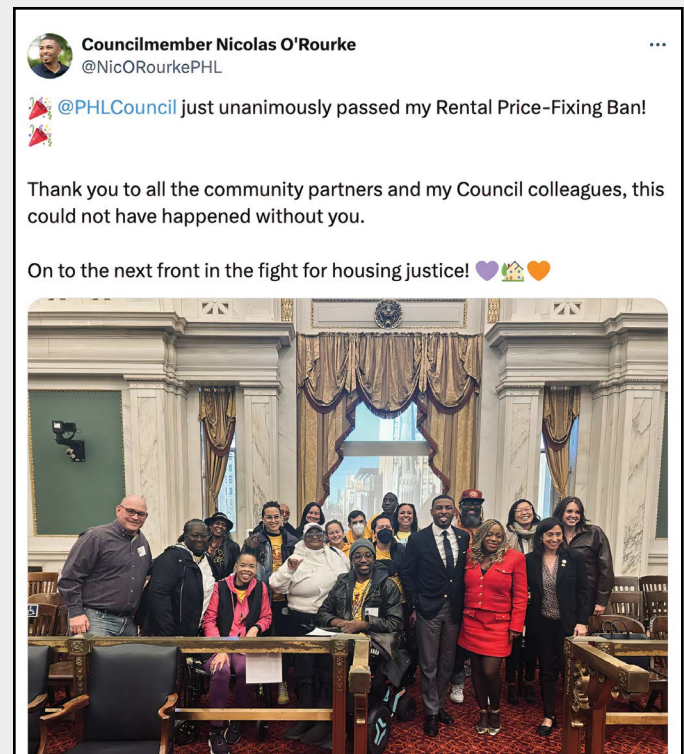 Councilmember Nicolas O'Rourke
@NicORourkePHL
🎉 @PHLCouncil just unanimously passed my Rental Price-Fixing Ban!
🎉
Thank you to all the community partners and my Council colleagues, this
could not have happened without you.
On to the next front in the fight for housing justice! 💜🏡🧡